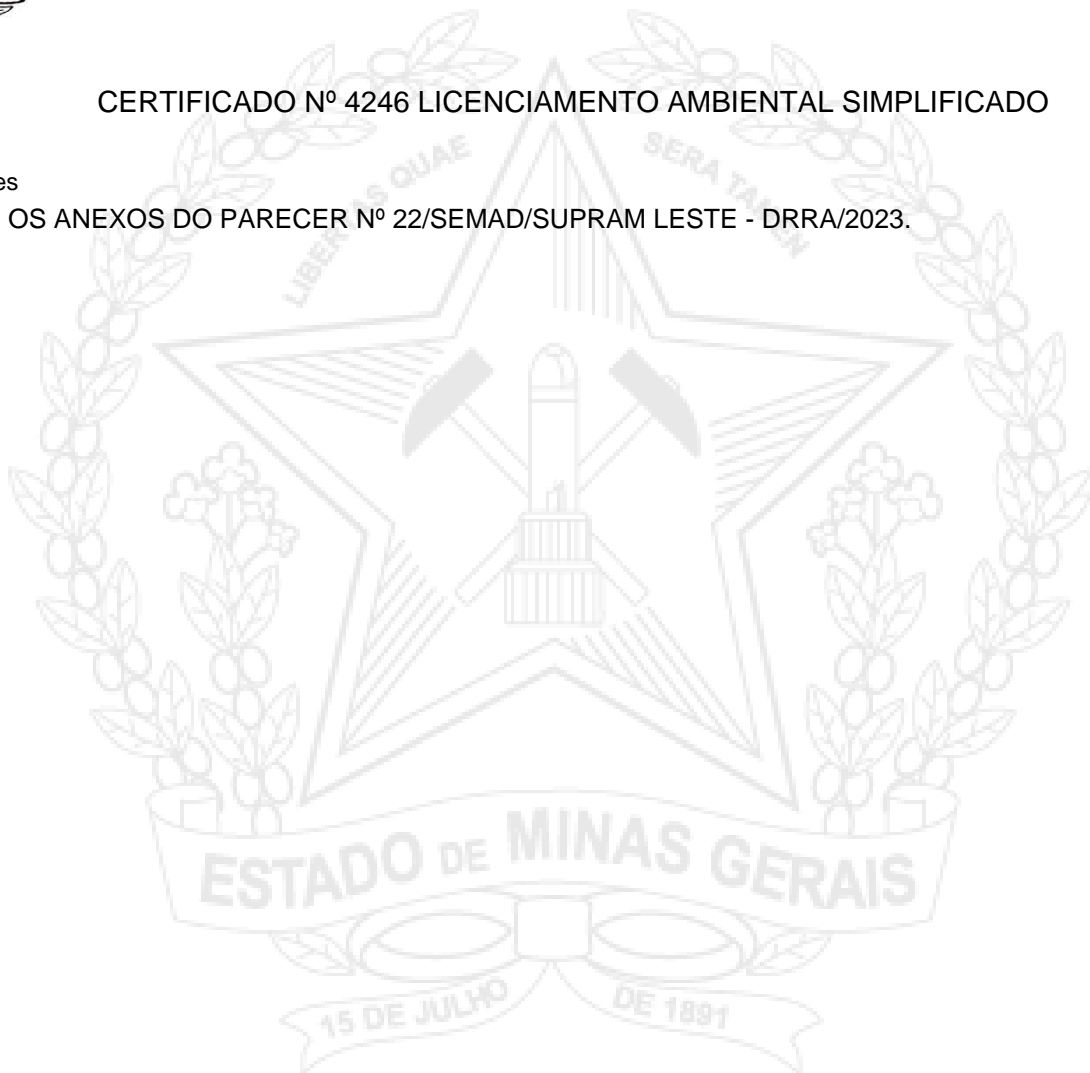 CERTIFICADO Nº 4246 LICENCIAMENTO AMBIENTAL SIMPLIFICADO
es
OS ANEXOS DO PARECER Nº 22/SEMAD/SUPRAM LESTE - DRRA/2023.
LIBERTAS QUAE SERA TAMEN
ESTADO DE MINAS GERAIS
15 DE JULHO DE 1891